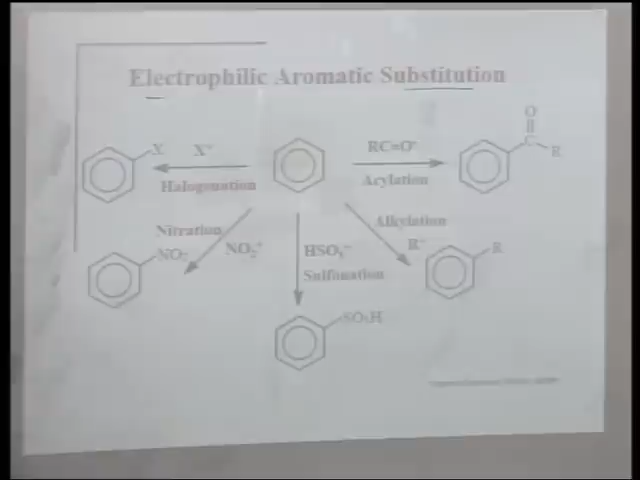 Electrophilic Aromatic Substitution
X
X⁺
Halogenation
RC=O⁺
Acylation
O
C
R
Nitration
NO₂⁺
NO₂
HSO₃⁺
Sulfonation
SO₃H
Alkylation
R⁺
R